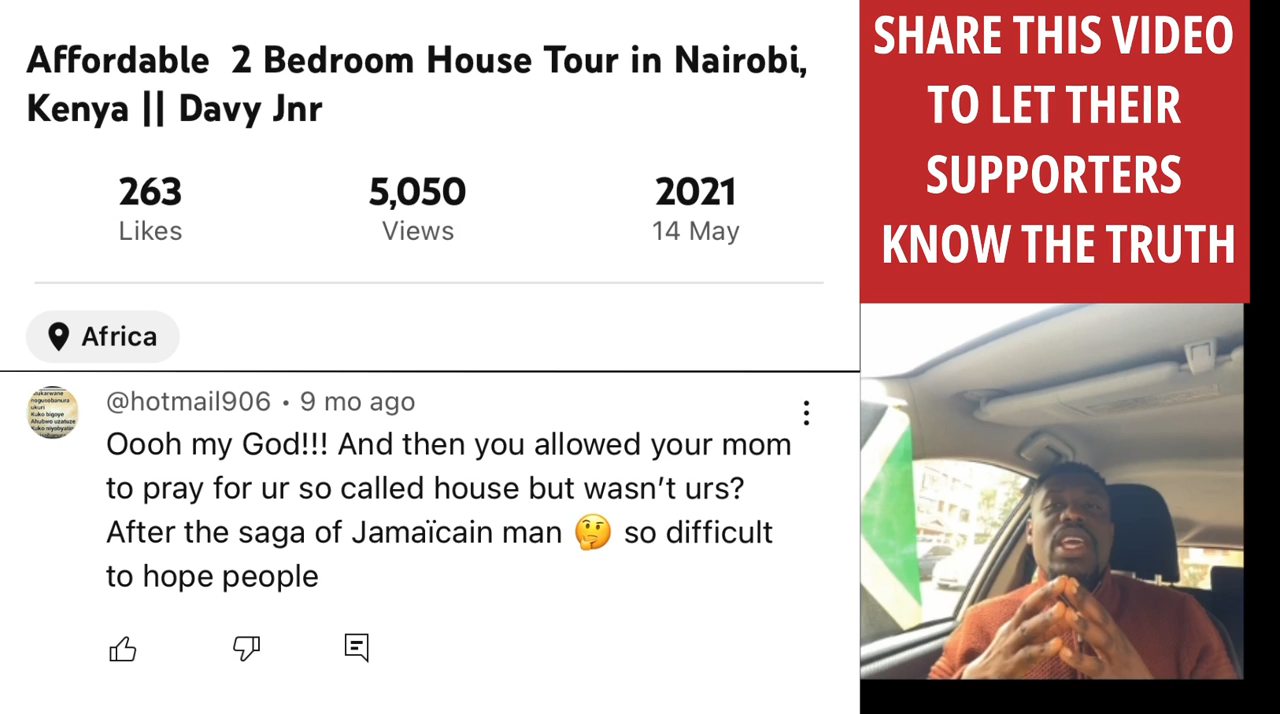 Affordable 2 Bedroom House Tour in Nairobi,
Kenya || Davy Jnr
263
Likes
5,050
Views
2021
14 May
Africa
@hotmail906 • 9 mo ago
Oooh my God!!! And then you allowed your mom
to pray for ur so called house but wasn't urs?
After the saga of Jamaïcain man 🤔 so difficult
to hope people
SHARE THIS VIDEO
TO LET THEIR
SUPPORTERS
KNOW THE TRUTH